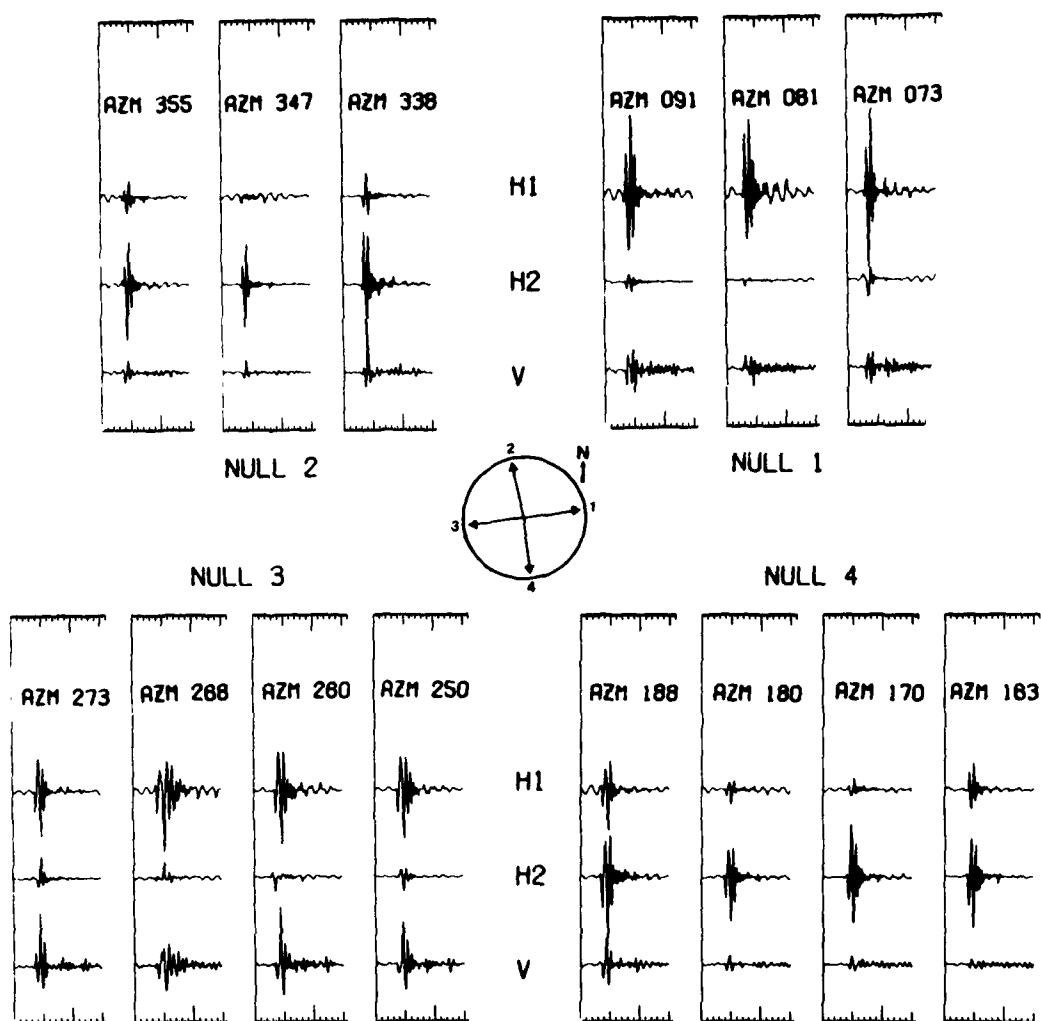 AZM 355 AZM 347 AZM 338 AZM 091 AZM 081 AZM 073
H1
H2
V
NULL 2 NULL 1
N
2
1
3
4
NULL 3 NULL 4
AZM 273 AZM 268 AZM 260 AZM 250 AZM 188 AZM 180 AZM 170 AZM 163
H1
H2
V